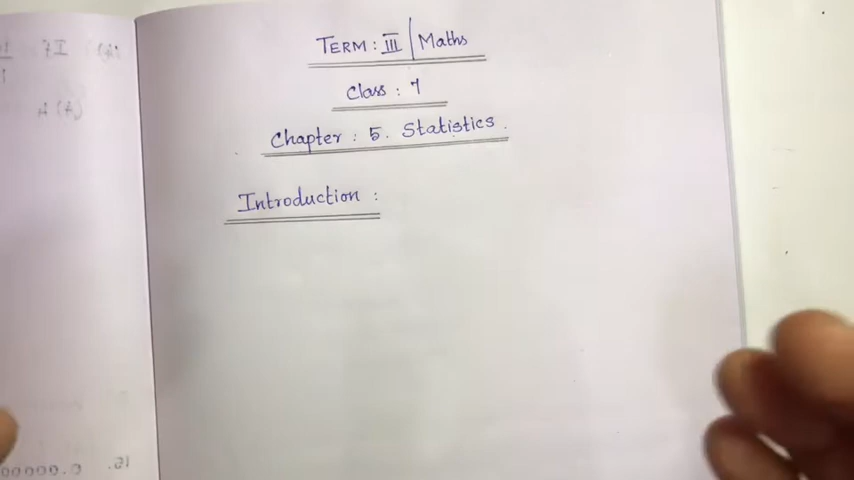 TERM : III | Maths
Class : 7
Chapter : 5. Statistics.
Introduction :